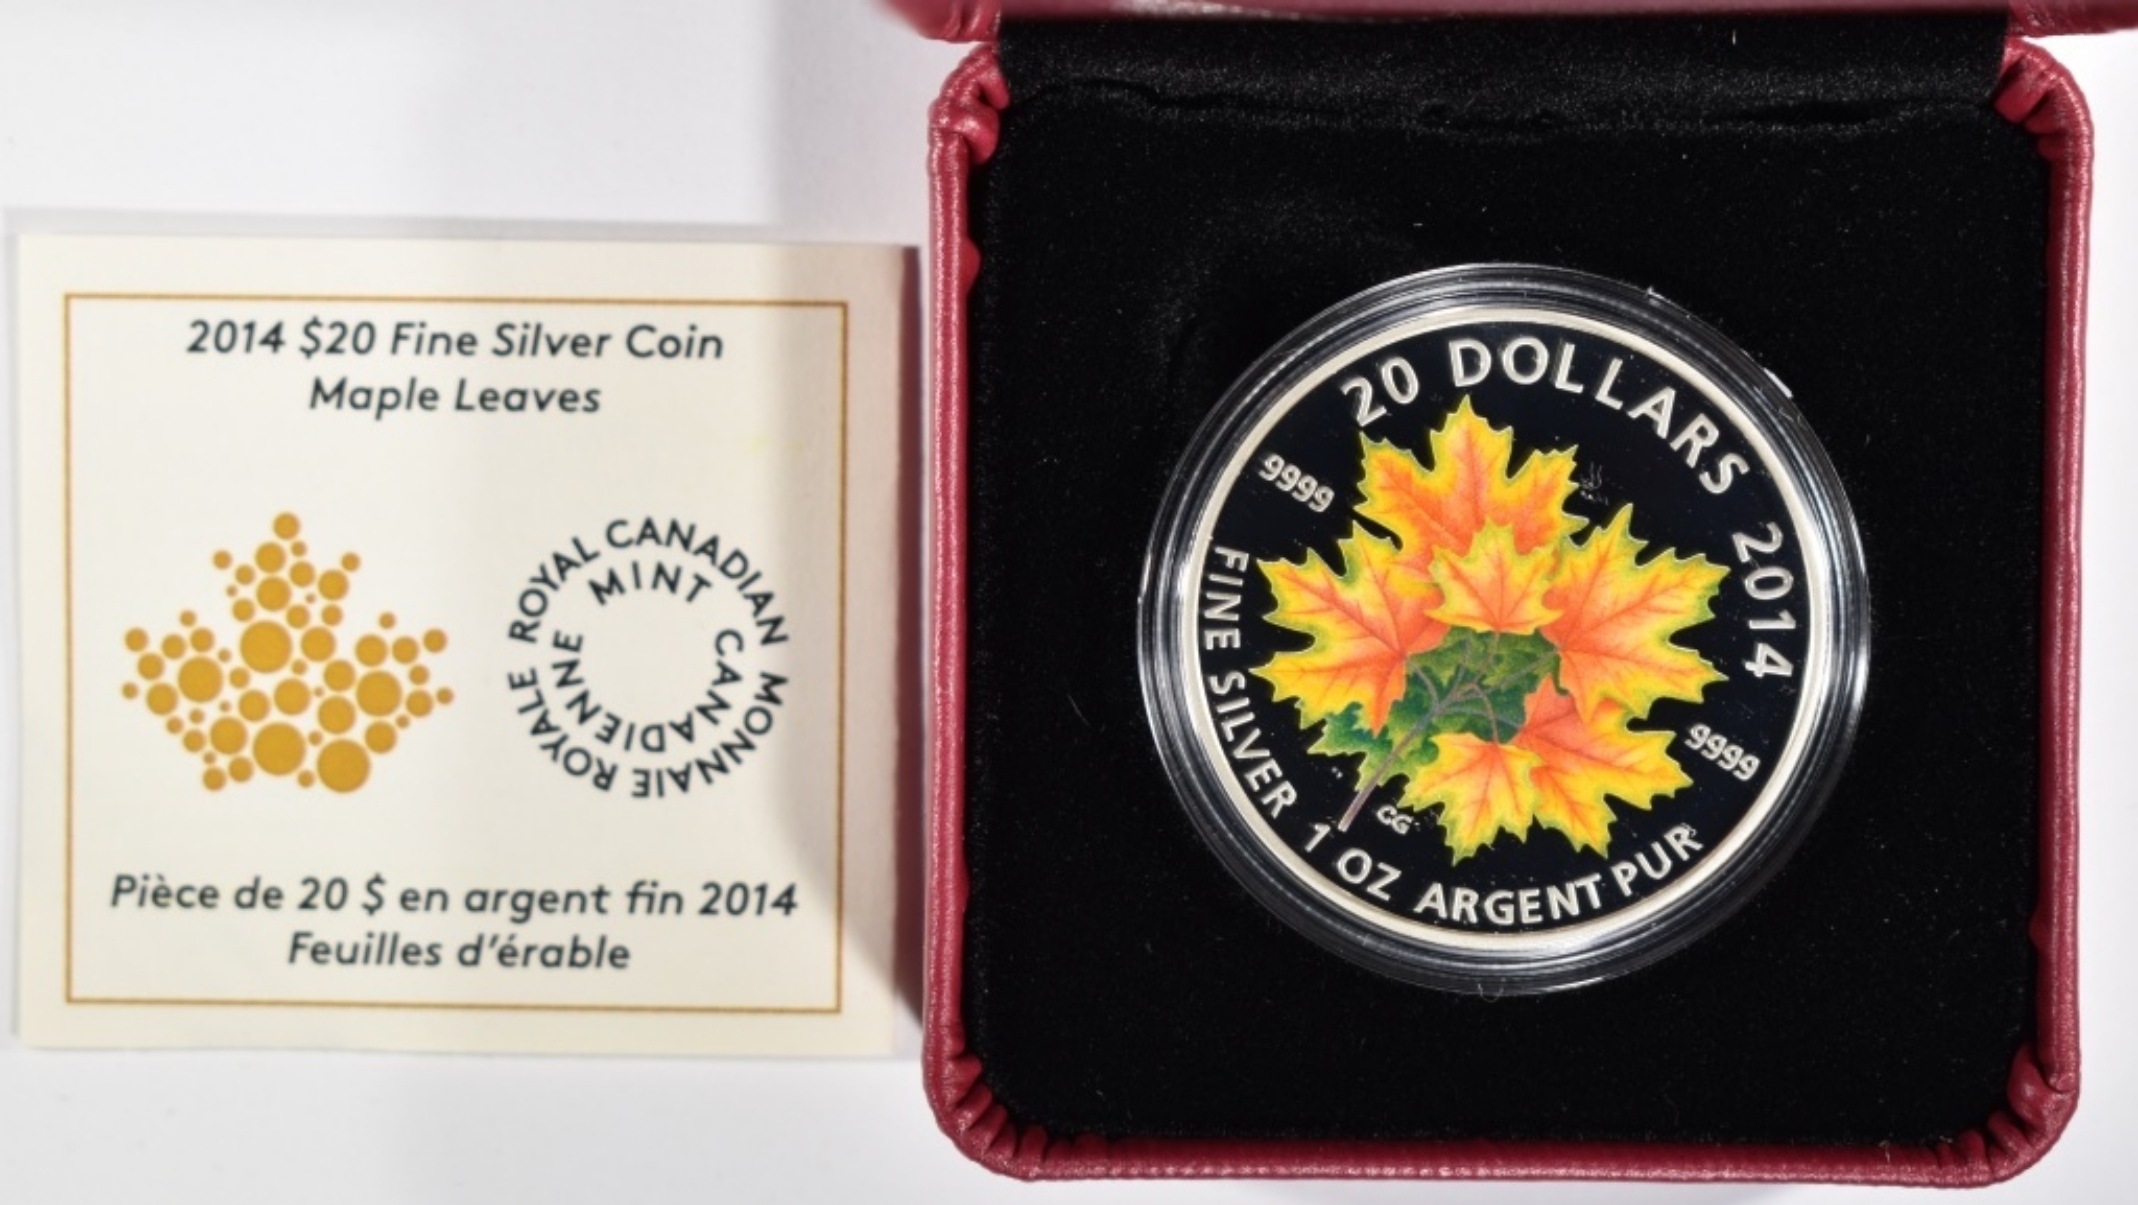 2014 $20 Fine Silver Coin
Maple Leaves
ROYAL CANADIAN MINT
MONNAIE ROYALE CANADIENNE
Pièce de 20 $ en argent fin 2014
Feuilles d'érable
20 DOLLARS 2014
9999
9999
FINE SILVER 1 OZ ARGENT PUR
CG